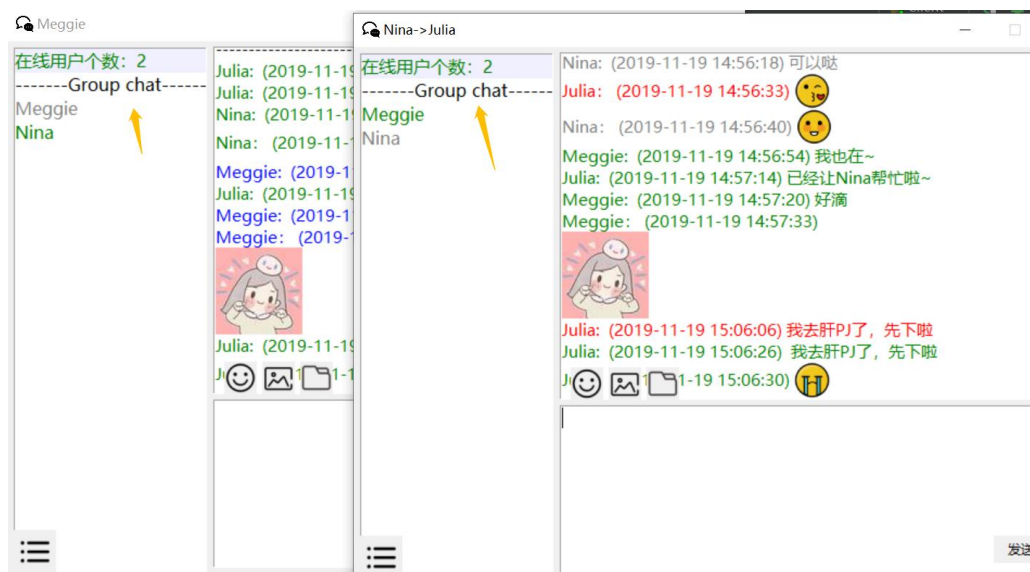 Meggie
在线用户个数：2
-------Group chat------
Meggie
Nina
Julia: (2019-11-19
Julia: (2019-11-19
Nina: (2019-11-19
Nina: (2019-11-1
Meggie: (2019-1
Julia: (2019-11-19
Meggie: (2019-1
Meggie: (2019-1
Julia: (2019-11-19
Nina->Julia
在线用户个数：2
-------Group chat------
Meggie
Nina
Nina: (2019-11-19 14:56:18) 可以哒
Julia: (2019-11-19 14:56:33)
Nina: (2019-11-19 14:56:40)
Meggie: (2019-11-19 14:56:54) 我也在~
Julia: (2019-11-19 14:57:14) 已经让Nina帮忙啦~
Meggie: (2019-11-19 14:57:20) 好滴
Meggie: (2019-11-19 14:57:33)
Julia: (2019-11-19 15:06:06) 我去肝PJ了，先下啦
Julia: (2019-11-19 15:06:26) 我去肝PJ了，先下啦
1-19 15:06:30)
发送